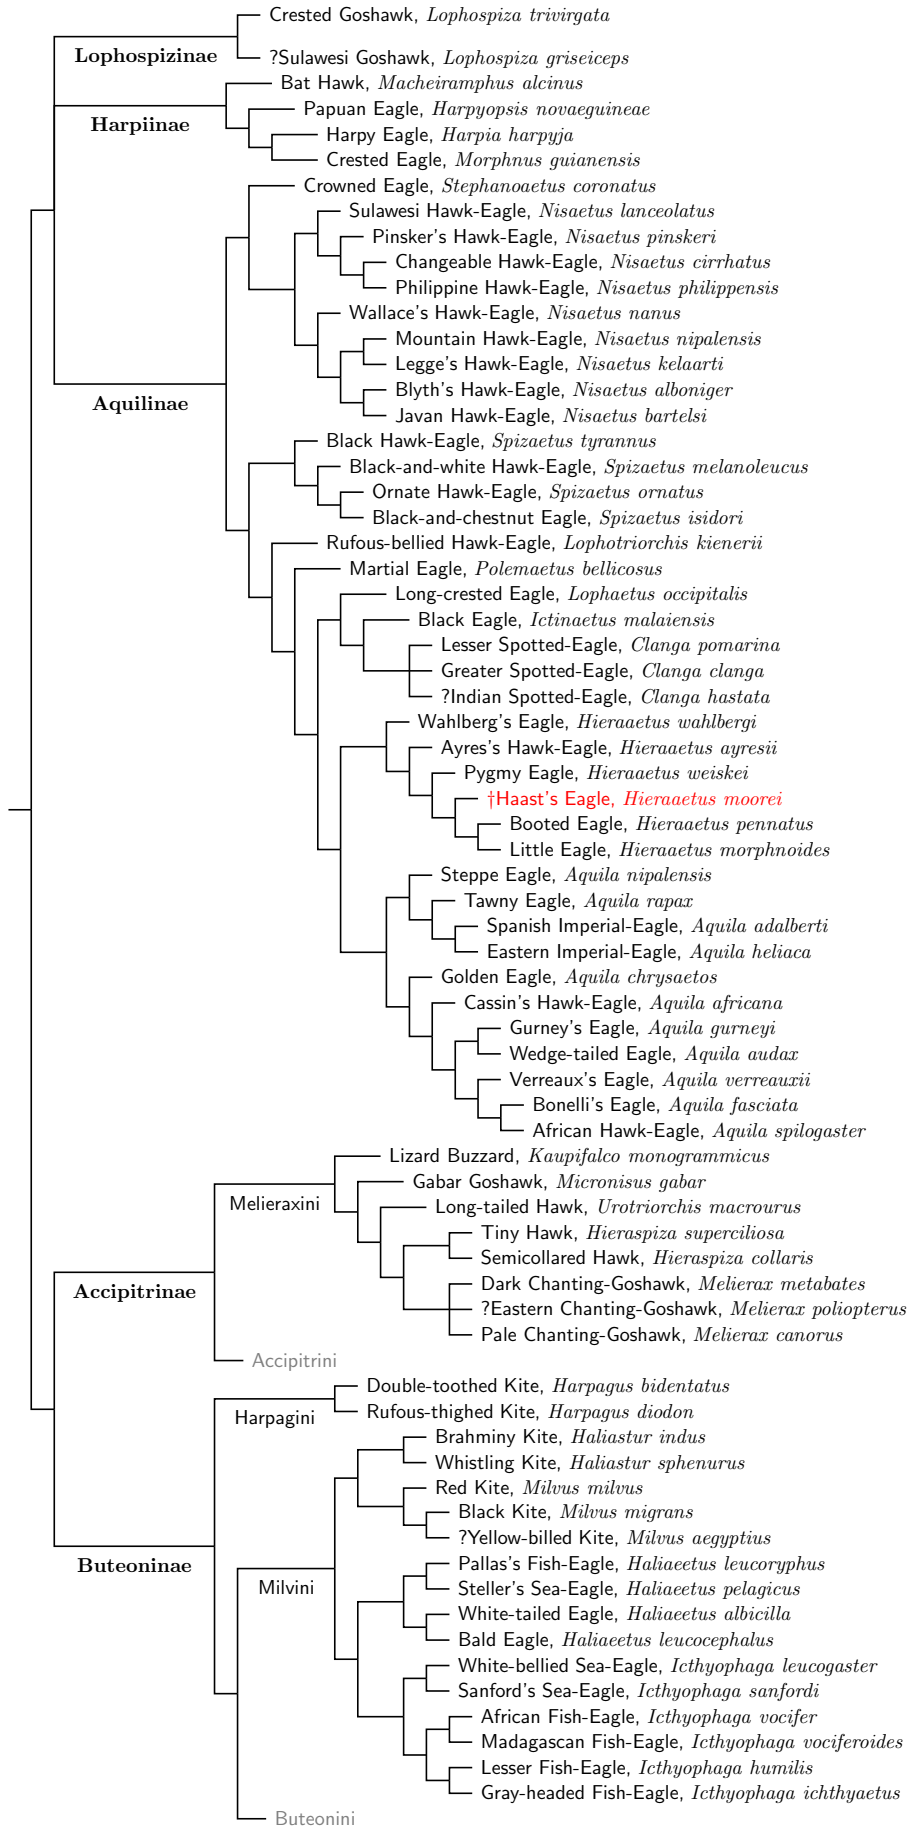 Crested Goshawk, Lophospiza trivirgata
Lophospizinae
?Sulawesi Goshawk, Lophospiza griseiceps
Bat Hawk, Macheiramphus alcinus
Papuan Eagle, Harpyopsis novaeguineae
Harpiinae
Harpy Eagle, Harpia harpyja
Crested Eagle, Morphnus guianensis
Crowned Eagle, Stephanoaetus coronatus
Sulawesi Hawk-Eagle, Nisaetus lanceolatus
Pinsker's Hawk-Eagle, Nisaetus pinskeri
Changeable Hawk-Eagle, Nisaetus cirrhatus
Philippine Hawk-Eagle, Nisaetus philippensis
Wallace's Hawk-Eagle, Nisaetus nanus
Mountain Hawk-Eagle, Nisaetus nipalensis
Legge's Hawk-Eagle, Nisaetus kelaarti
Blyth's Hawk-Eagle, Nisaetus alboniger
Aquilinae
Javan Hawk-Eagle, Nisaetus bartelsi
Black Hawk-Eagle, Spizaetus tyrannus
Black-and-white Hawk-Eagle, Spizaetus melanoleucus
Ornate Hawk-Eagle, Spizaetus ornatus
Black-and-chestnut Eagle, Spizaetus isidori
Rufous-bellied Hawk-Eagle, Lophotriorchis kienerii
Martial Eagle, Polemaetus bellicosus
Long-crested Eagle, Lophaetus occipitalis
Black Eagle, Ictinaetus malaiensis
Lesser Spotted-Eagle, Clanga pomarina
Greater Spotted-Eagle, Clanga clanga
?Indian Spotted-Eagle, Clanga hastata
Wahlberg's Eagle, Hieraaetus wahlbergi
Ayres's Hawk-Eagle, Hieraaetus ayresii
Pygmy Eagle, Hieraaetus weiskei
†Haast's Eagle, Hieraaetus moorei
Booted Eagle, Hieraaetus pennatus
Little Eagle, Hieraaetus morphnoides
Steppe Eagle, Aquila nipalensis
Tawny Eagle, Aquila rapax
Spanish Imperial-Eagle, Aquila adalberti
Eastern Imperial-Eagle, Aquila heliaca
Golden Eagle, Aquila chrysaetos
Cassin's Hawk-Eagle, Aquila africana
Gurney's Eagle, Aquila gurneyi
Wedge-tailed Eagle, Aquila audax
Verreaux's Eagle, Aquila verreauxii
Bonelli's Eagle, Aquila fasciata
African Hawk-Eagle, Aquila spilogaster
Lizard Buzzard, Kaupifalco monogrammicus
Gabar Goshawk, Micronisus gabar
Melieraxini
Long-tailed Hawk, Urotriorchis macrourus
Tiny Hawk, Hieraspiza superciliosa
Semicollared Hawk, Hieraspiza collaris
Dark Chanting-Goshawk, Melierax metabates
Accipitrinae
?Eastern Chanting-Goshawk, Melierax poliopterus
Pale Chanting-Goshawk, Melierax canorus
Accipitrini
Double-toothed Kite, Harpagus bidentatus
Rufous-thighed Kite, Harpagus diodon
Harpagini
Brahminy Kite, Haliastur indus
Whistling Kite, Haliastur sphenurus
Red Kite, Milvus milvus
Black Kite, Milvus migrans
?Yellow-billed Kite, Milvus aegyptius
Buteoninae
Pallas's Fish-Eagle, Haliaeetus leucoryphus
Milvini
Steller's Sea-Eagle, Haliaeetus pelagicus
White-tailed Eagle, Haliaeetus albicilla
Bald Eagle, Haliaeetus leucocephalus
White-bellied Sea-Eagle, Icthyophaga leucogaster
Sanford's Sea-Eagle, Icthyophaga sanfordi
African Fish-Eagle, Icthyophaga vocifer
Madagascan Fish-Eagle, Icthyophaga vociferoides
Lesser Fish-Eagle, Icthyophaga humilis
Gray-headed Fish-Eagle, Icthyophaga ichthyaetus
Buteonini